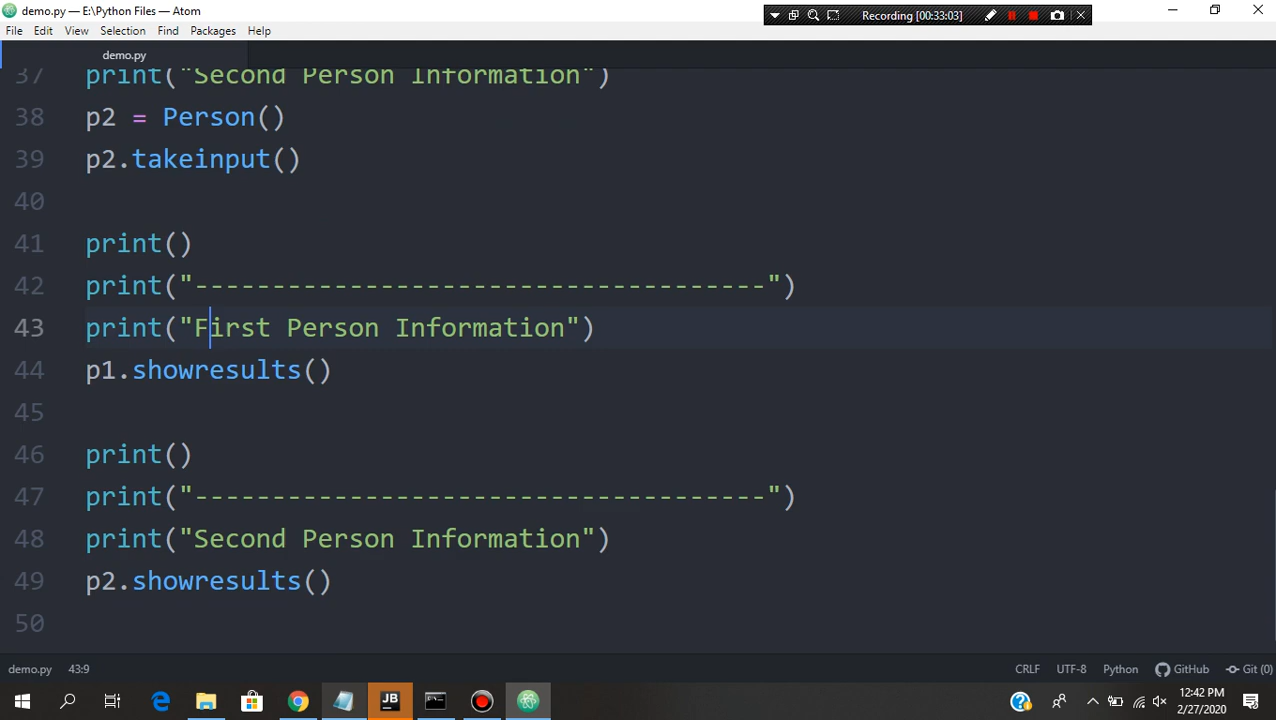 demo.py — E:\Python Files — Atom
Recording [00:33:03]
File Edit View Selection Find Packages Help
demo.py
37 print("Second Person Information")
38 p2 = Person()
39 p2.takeinput()
40
41 print()
42 print("-------------------------------------")
43 print("First Person Information")
44 p1.showresults()
45
46 print()
47 print("-------------------------------------")
48 print("Second Person Information")
49 p2.showresults()
50
demo.py 43:9 CRLF UTF-8 Python GitHub Git (0)
JB
12:42 PM
2/27/2020